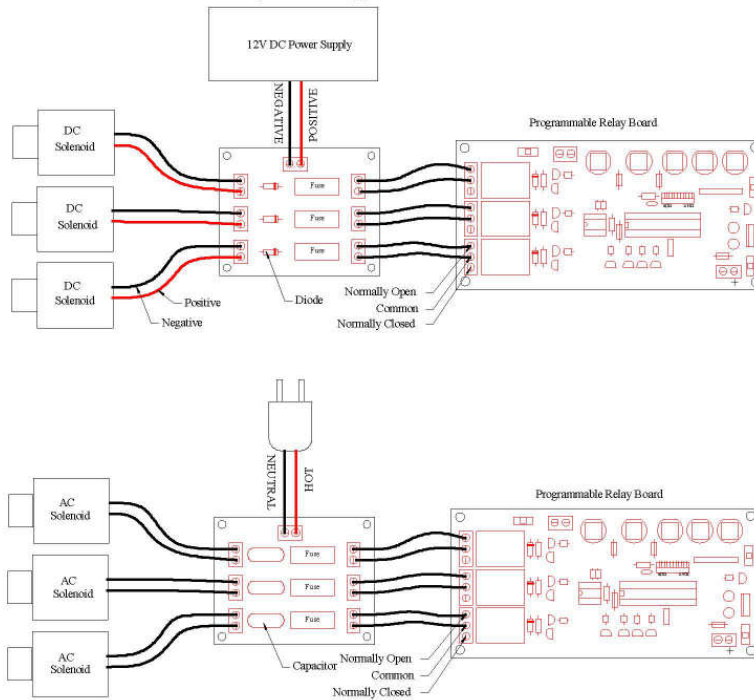 12V DC Power Supply
NEGATIVE
POSITIVE
Programmable Relay Board
DC
Solenoid
DC
Solenoid
DC
Solenoid
Fuse
Fuse
Fuse
Positive
Negative
Diode
Normally Open
Common
Normally Closed
+
NEUTRAL
HOT
Programmable Relay Board
AC
Solenoid
AC
Solenoid
AC
Solenoid
Fuse
Fuse
Fuse
Capacitor
Normally Open
Common
Normally Closed
+